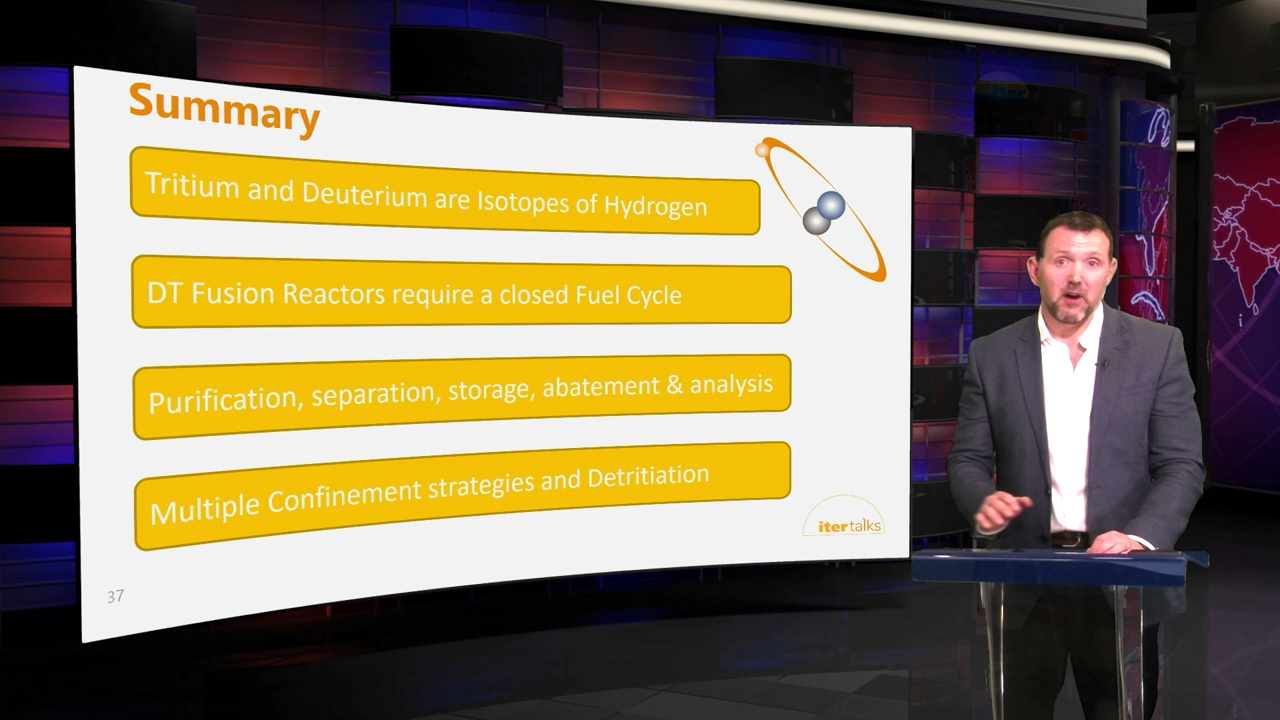 Summary
Tritium and Deuterium are Isotopes of Hydrogen
DT Fusion Reactors require a closed Fuel Cycle
Purification, separation, storage, abatement & analysis
Multiple Confinement strategies and Detritiation
iter talks
37